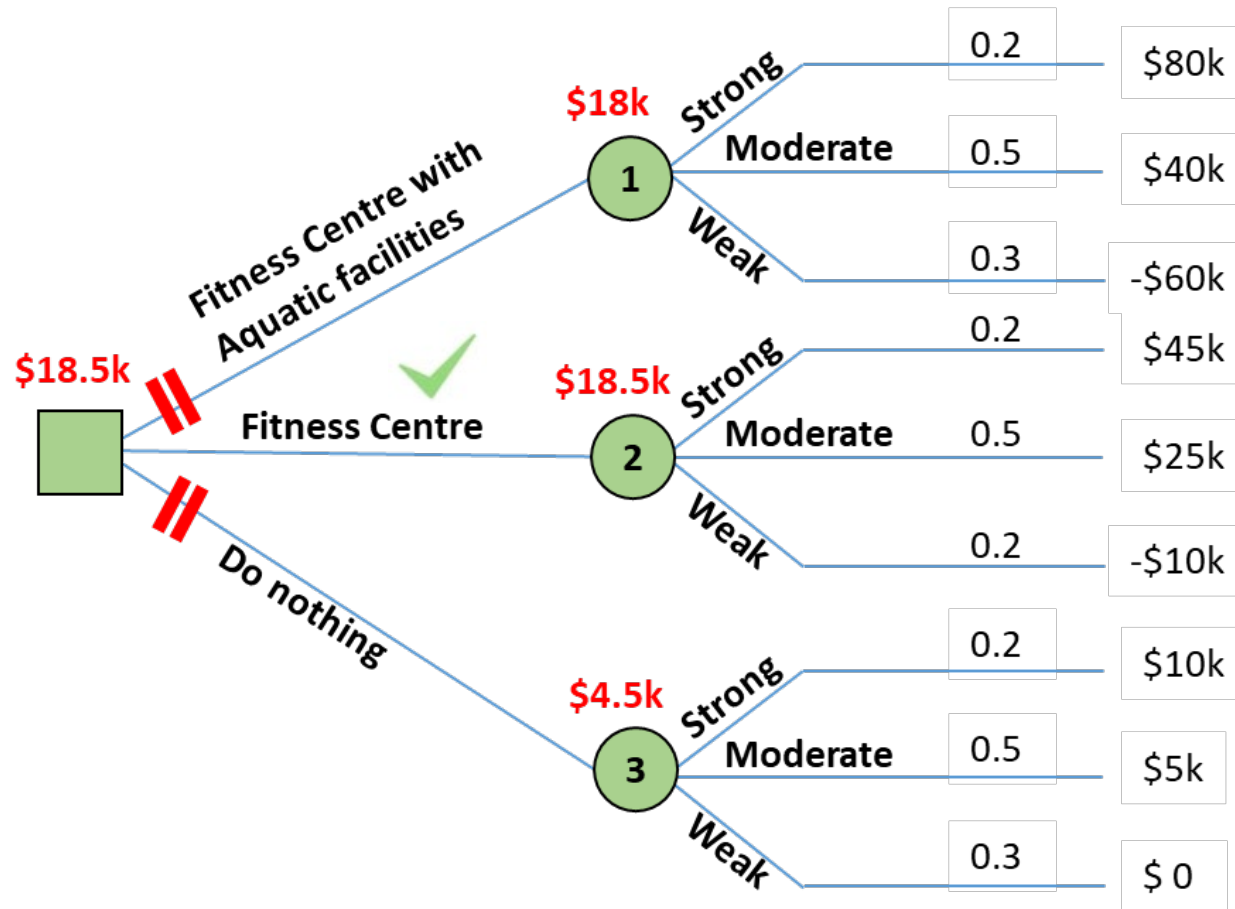 0.2
$80k
Strong
$18k
Moderate
0.5
$40k
1
Fitness Centre with
Aquatic facilities
Weak
0.3
-$60k
0.2
$45k
Strong
$18.5k
$18.5k
Fitness Centre
Moderate
0.5
$25k
2
Weak
0.2
-$10k
Do nothing
0.2
$10k
Strong
$4.5k
Moderate
0.5
$5k
3
Weak
0.3
$ 0